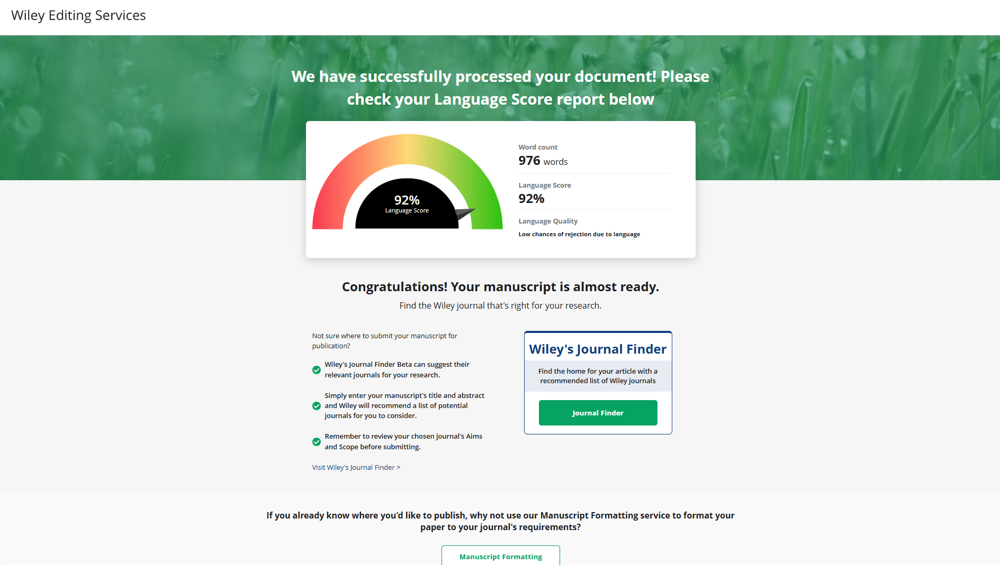 Wiley Editing Services
We have successfully processed your document! Please
check your Language Score report below
92%
Language Score
Word count
976 words
Language Score
92%
Language Quality
Low chances of rejection due to language
Congratulations! Your manuscript is almost ready.
Find the Wiley journal that's right for your research.
Not sure where to submit your manuscript for
publication?
Wiley's Journal Finder Beta can suggest their
relevant journals for your research.
Simply enter your manuscript's title and abstract
and Wiley will recommend a list of potential
journals for you to consider.
Remember to review your chosen journal's Aims
and Scope before submitting.
Visit Wiley's Journal Finder >
Wiley's Journal Finder
Find the home for your article with a
recommended list of Wiley journals
Journal Finder
If you already know where you'd like to publish, why not use our Manuscript Formatting service to format your
paper to your journal's requirements?
Manuscript Formatting